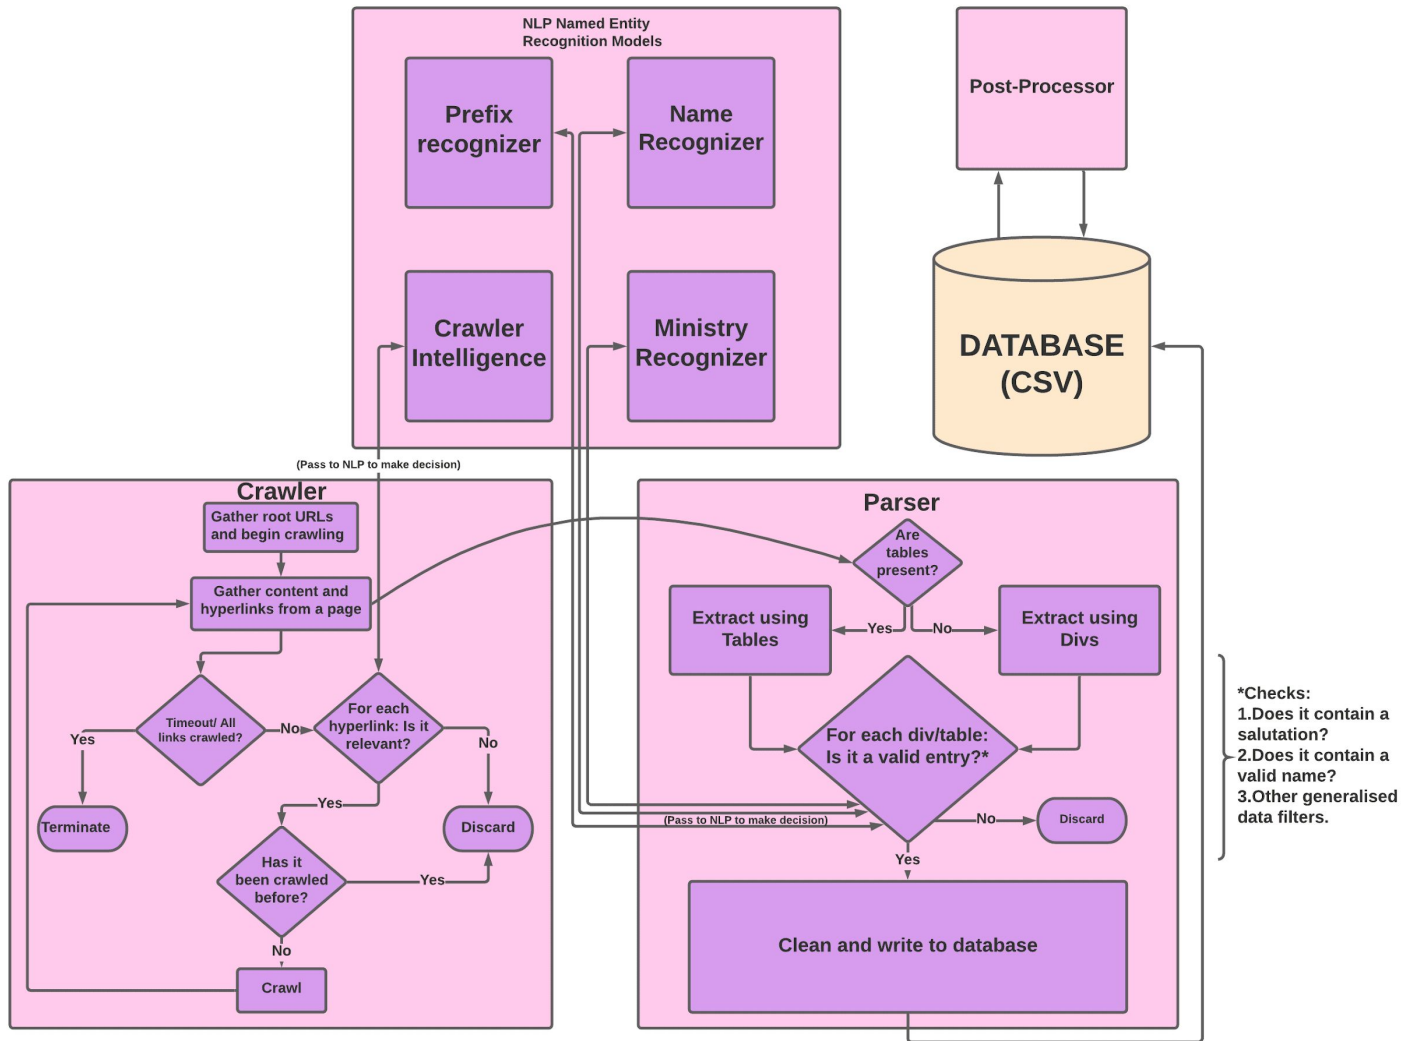 NLP Named Entity
Recognition Models
Prefix
recognizer
Name
Recognizer
Crawler
Intelligence
Ministry
Recognizer
Post-Processor
DATABASE
(CSV)
(Pass to NLP to make decision)
Crawler
Gather root URLs
and begin crawling
Gather content and
hyperlinks from a page
Timeout/ All
links crawled?
Yes
No
Terminate
For each
hyperlink: Is it
relevant?
No
Yes
Discard
Has it
been crawled
before?
Yes
No
Crawl
Parser
Are
tables
present?
Yes
No
Extract using
Tables
Extract using
Divs
For each div/table:
Is it a valid entry?*
(Pass to NLP to make decision)
No
Discard
Yes
Clean and write to database
*Checks:
1.Does it contain a
salutation?
2.Does it contain a
valid name?
3.Other generalised
data filters.